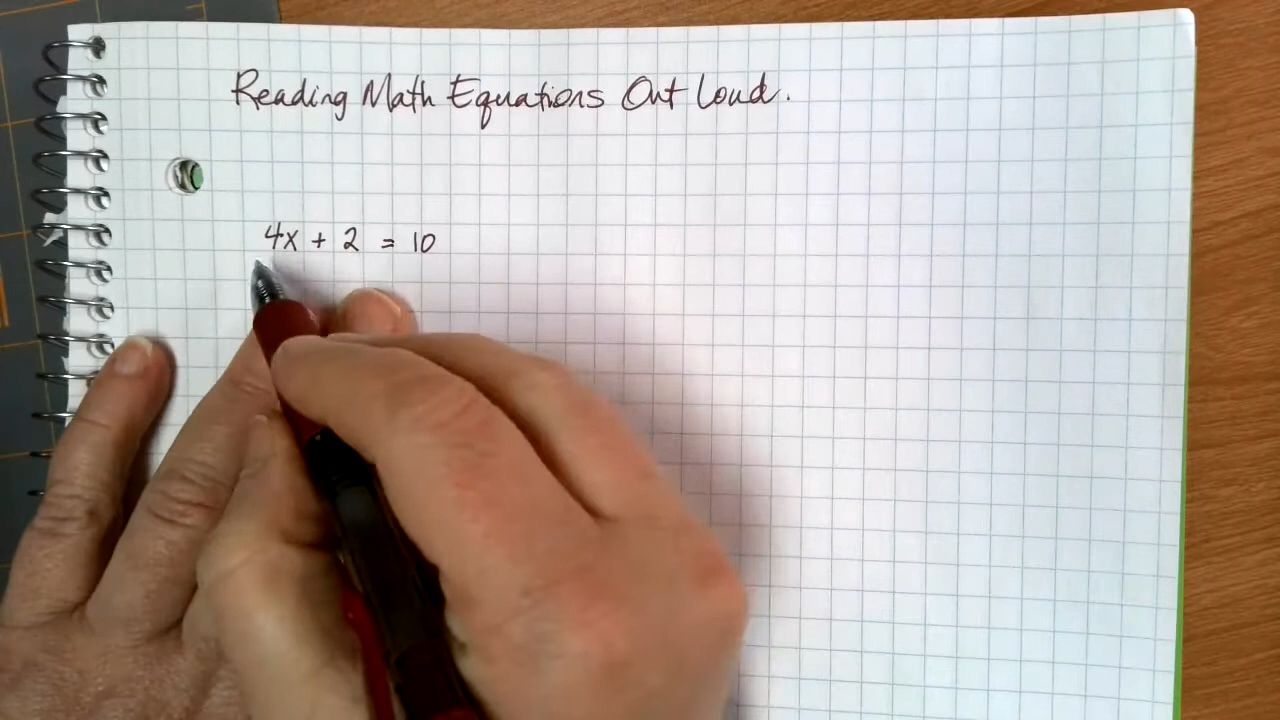 Reading Math Equations Out Loud.
4x + 2 = 10